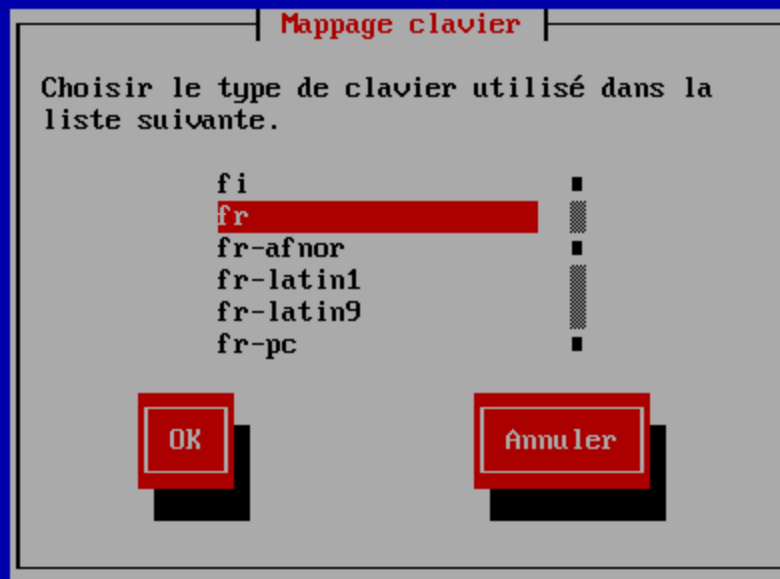 Mappage clavier
Choisir le type de clavier utilisé dans la
liste suivante.
fi
fr
fr-afnor
fr-latin1
fr-latin9
fr-pc
OK
Annuler